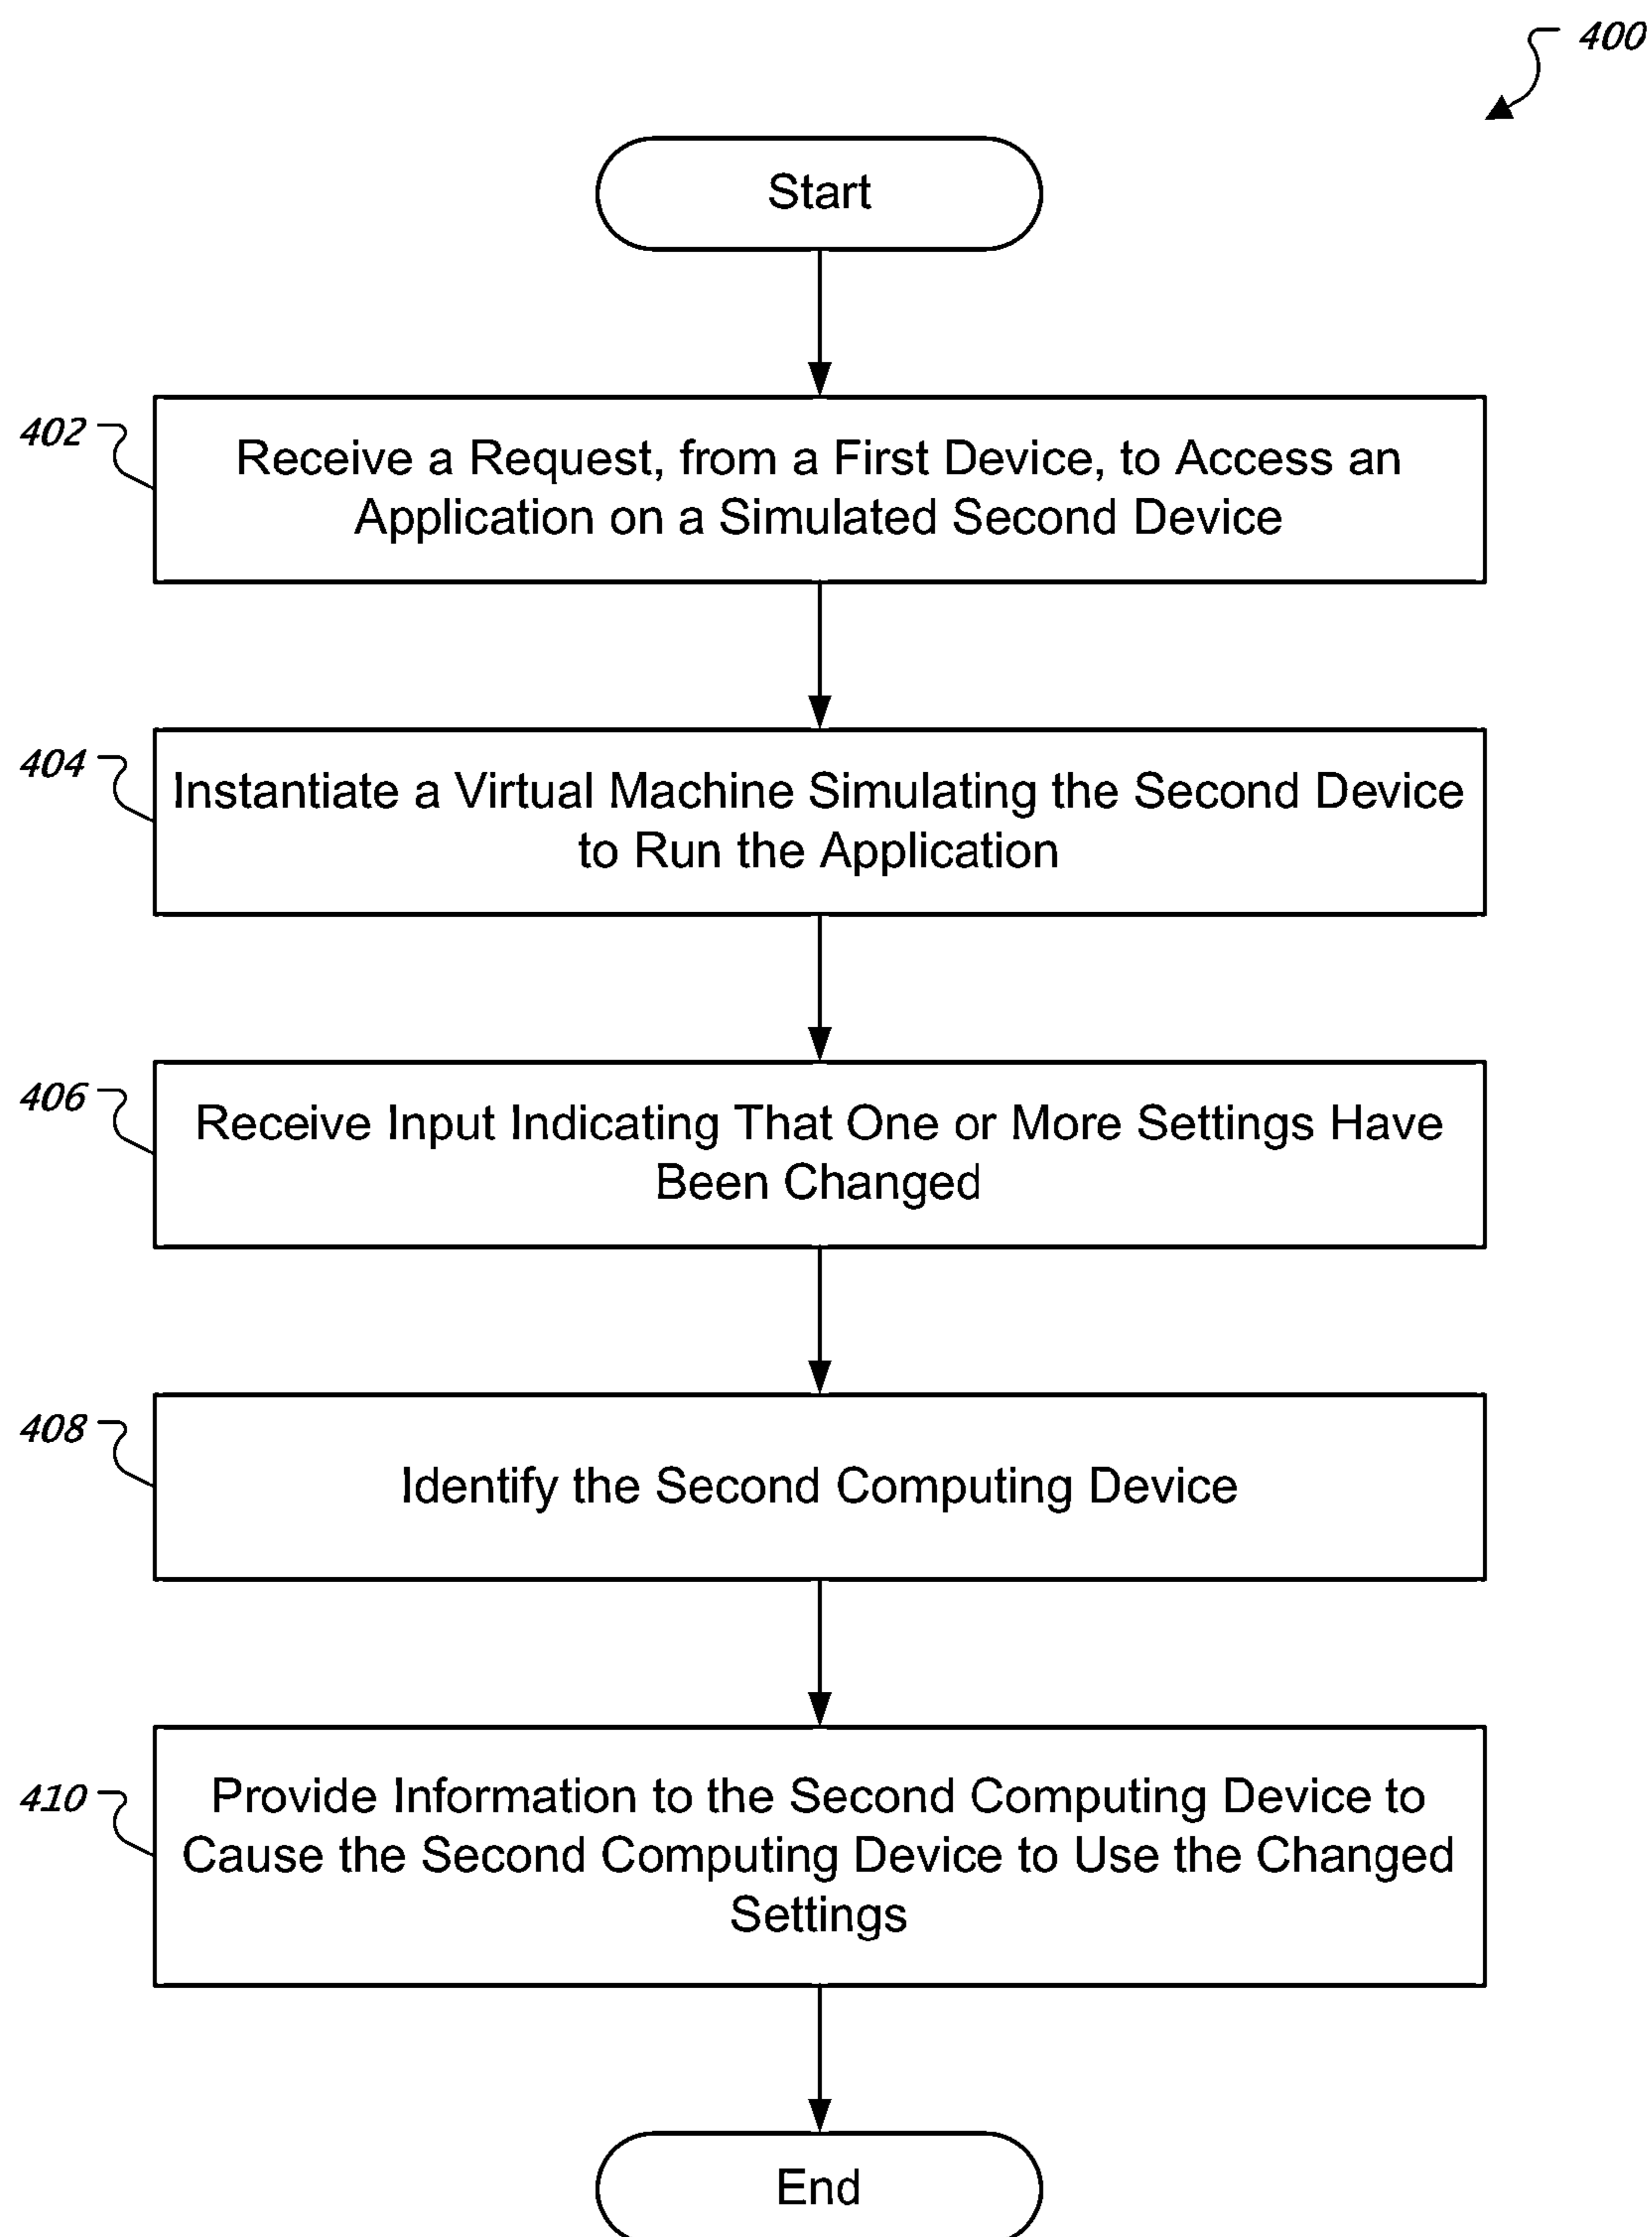 400
Start
402
Receive a Request, from a First Device, to Access an
Application on a Simulated Second Device
404
Instantiate a Virtual Machine Simulating the Second Device
to Run the Application
406
Receive Input Indicating That One or More Settings Have
Been Changed
408
Identify the Second Computing Device
410
Provide Information to the Second Computing Device to
Cause the Second Computing Device to Use the Changed
Settings
End